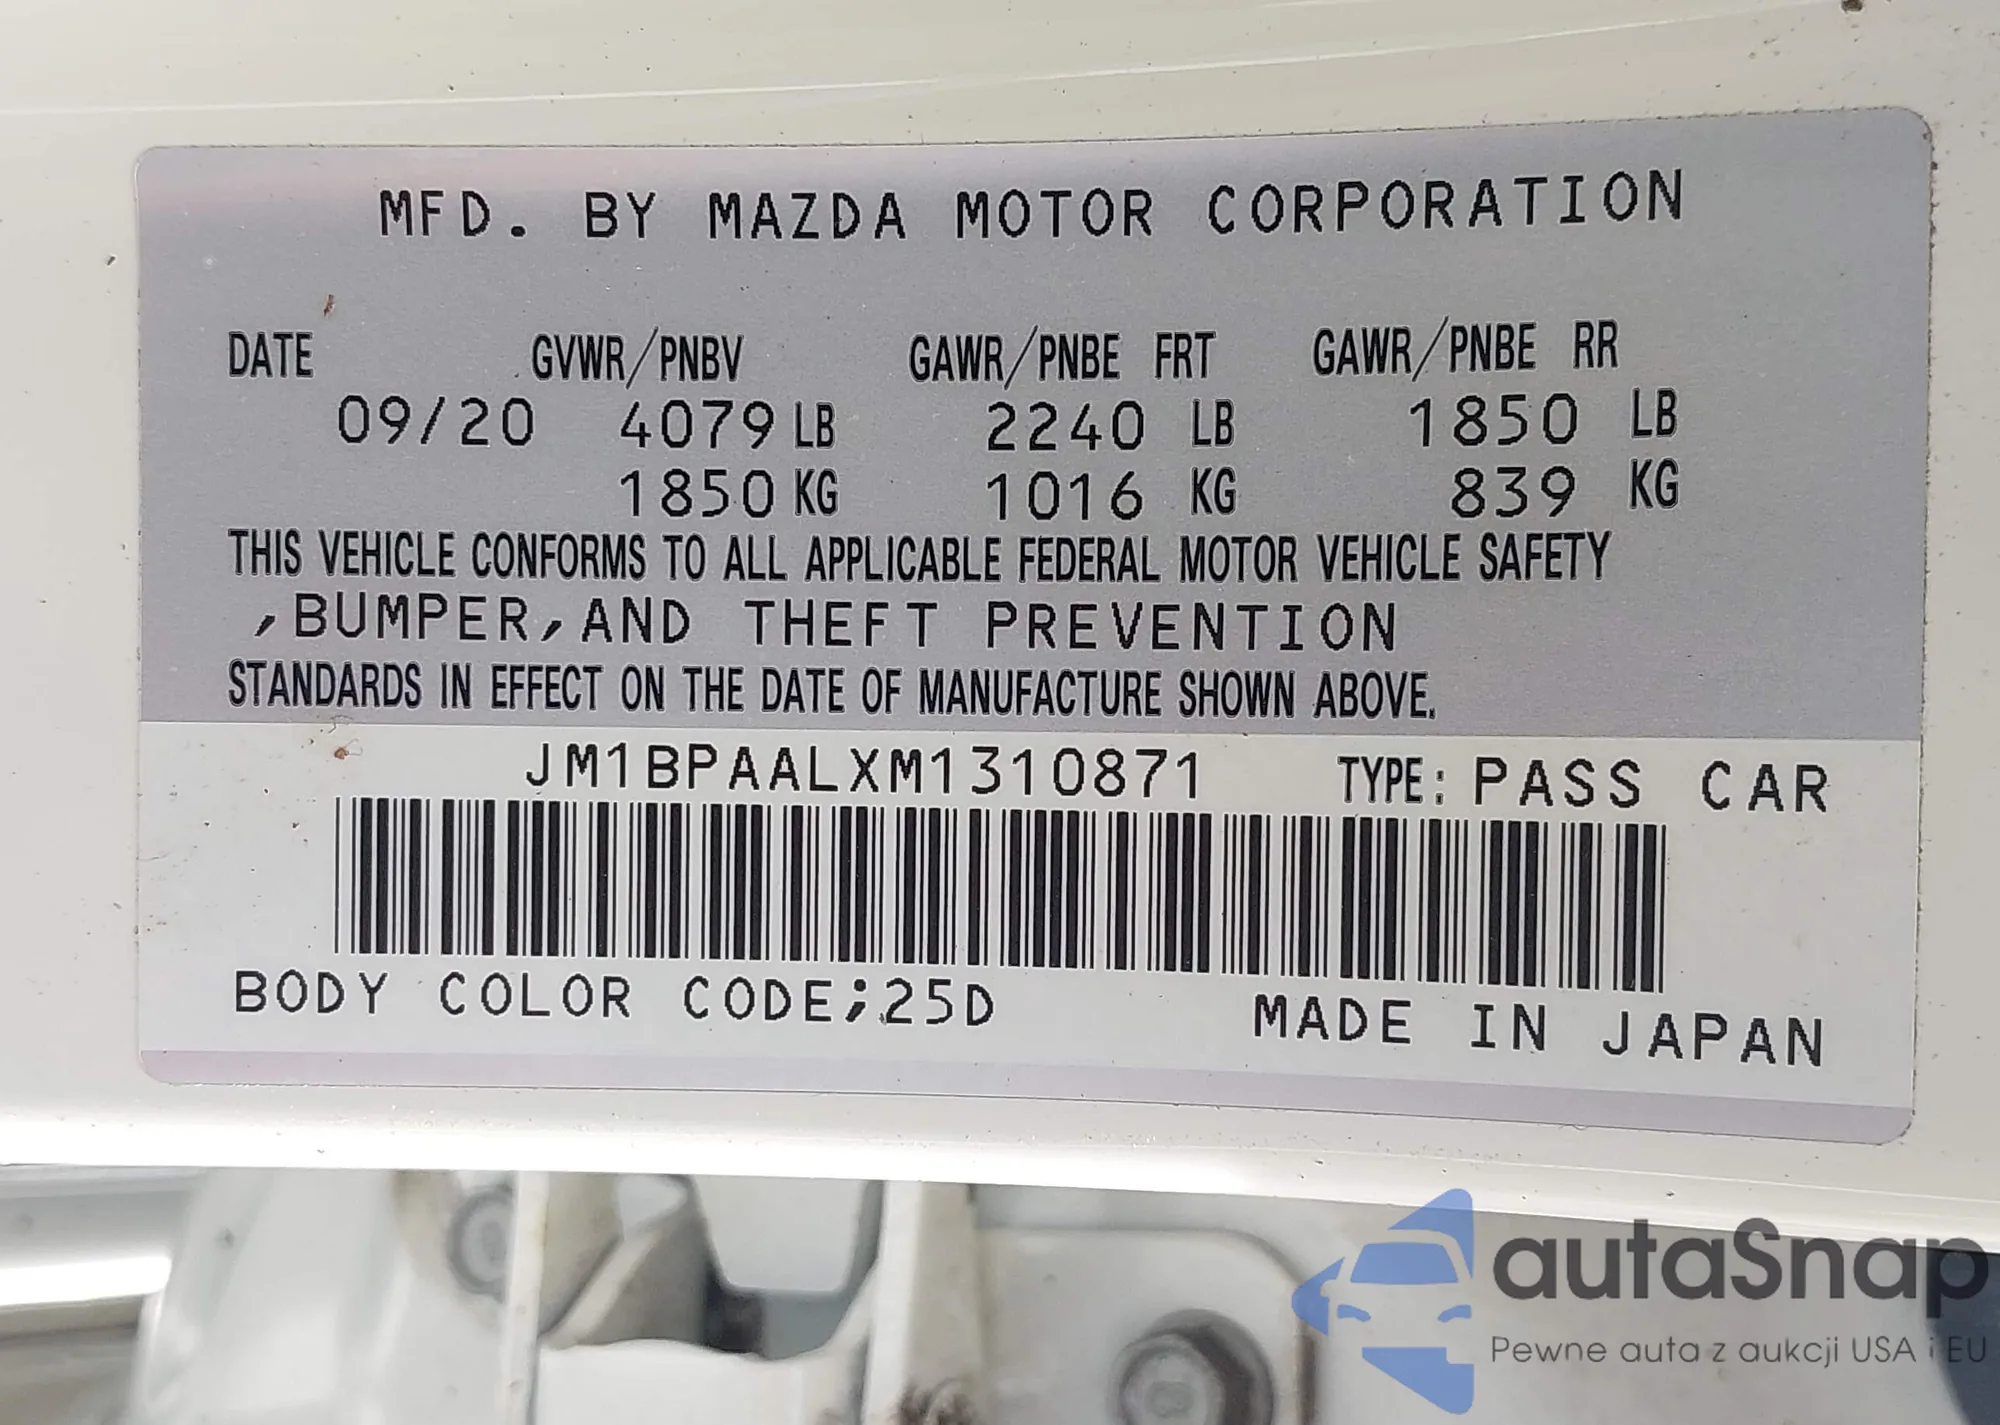 MFD. BY MAZDA MOTOR CORPORATION
DATE GVWR/PNBV GAWR/PNBE FRT GAWR/PNBE RR
09/20 4079 LB 2240 LB 1850 LB
1850 KG 1016 KG 839 KG
THIS VEHICLE CONFORMS TO ALL APPLICABLE FEDERAL MOTOR VEHICLE SAFETY
,BUMPER,AND THEFT PREVENTION
STANDARDS IN EFFECT ON THE DATE OF MANUFACTURE SHOWN ABOVE.
JM1BPAALXM1310871 TYPE: PASS CAR
BODY COLOR CODE;25D MADE IN JAPAN
autaSnap
Pewne auta z aukcji USA i EU